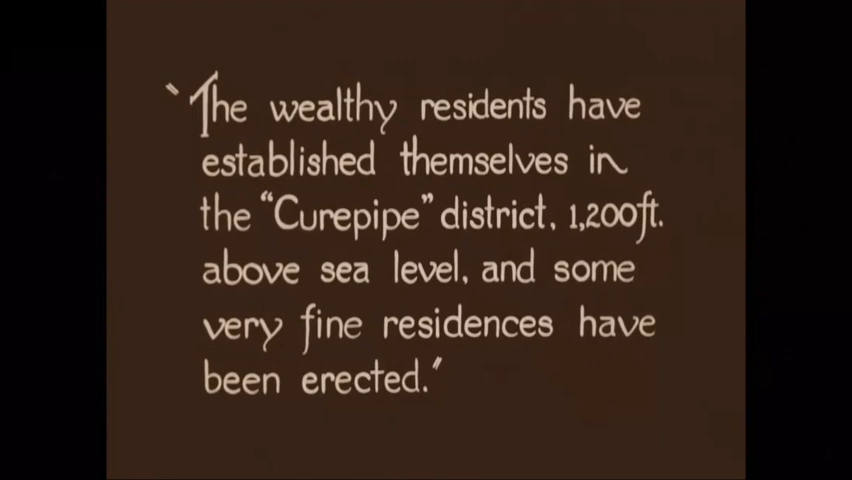 "The wealthy residents have
established themselves in
the "Curepipe" district, 1,200ft.
above sea level, and some
very fine residences have
been erected."